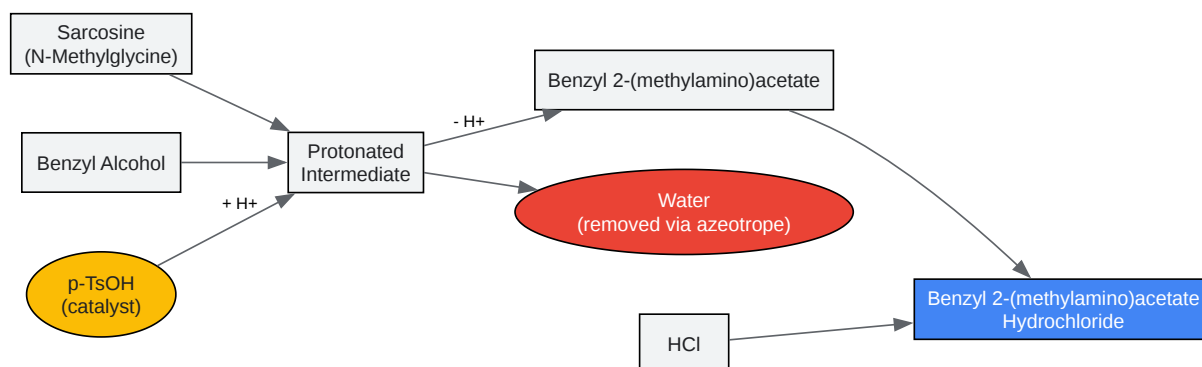 Sarcosine
(N-Methylglycine)
Benzyl Alcohol
+ H+
p-TsOH
(catalyst)
Protonated
Intermediate
- H+
Benzyl 2-(methylamino)acetate
Water
(removed via azeotrope)
HCl
Benzyl 2-(methylamino)acetate
Hydrochloride